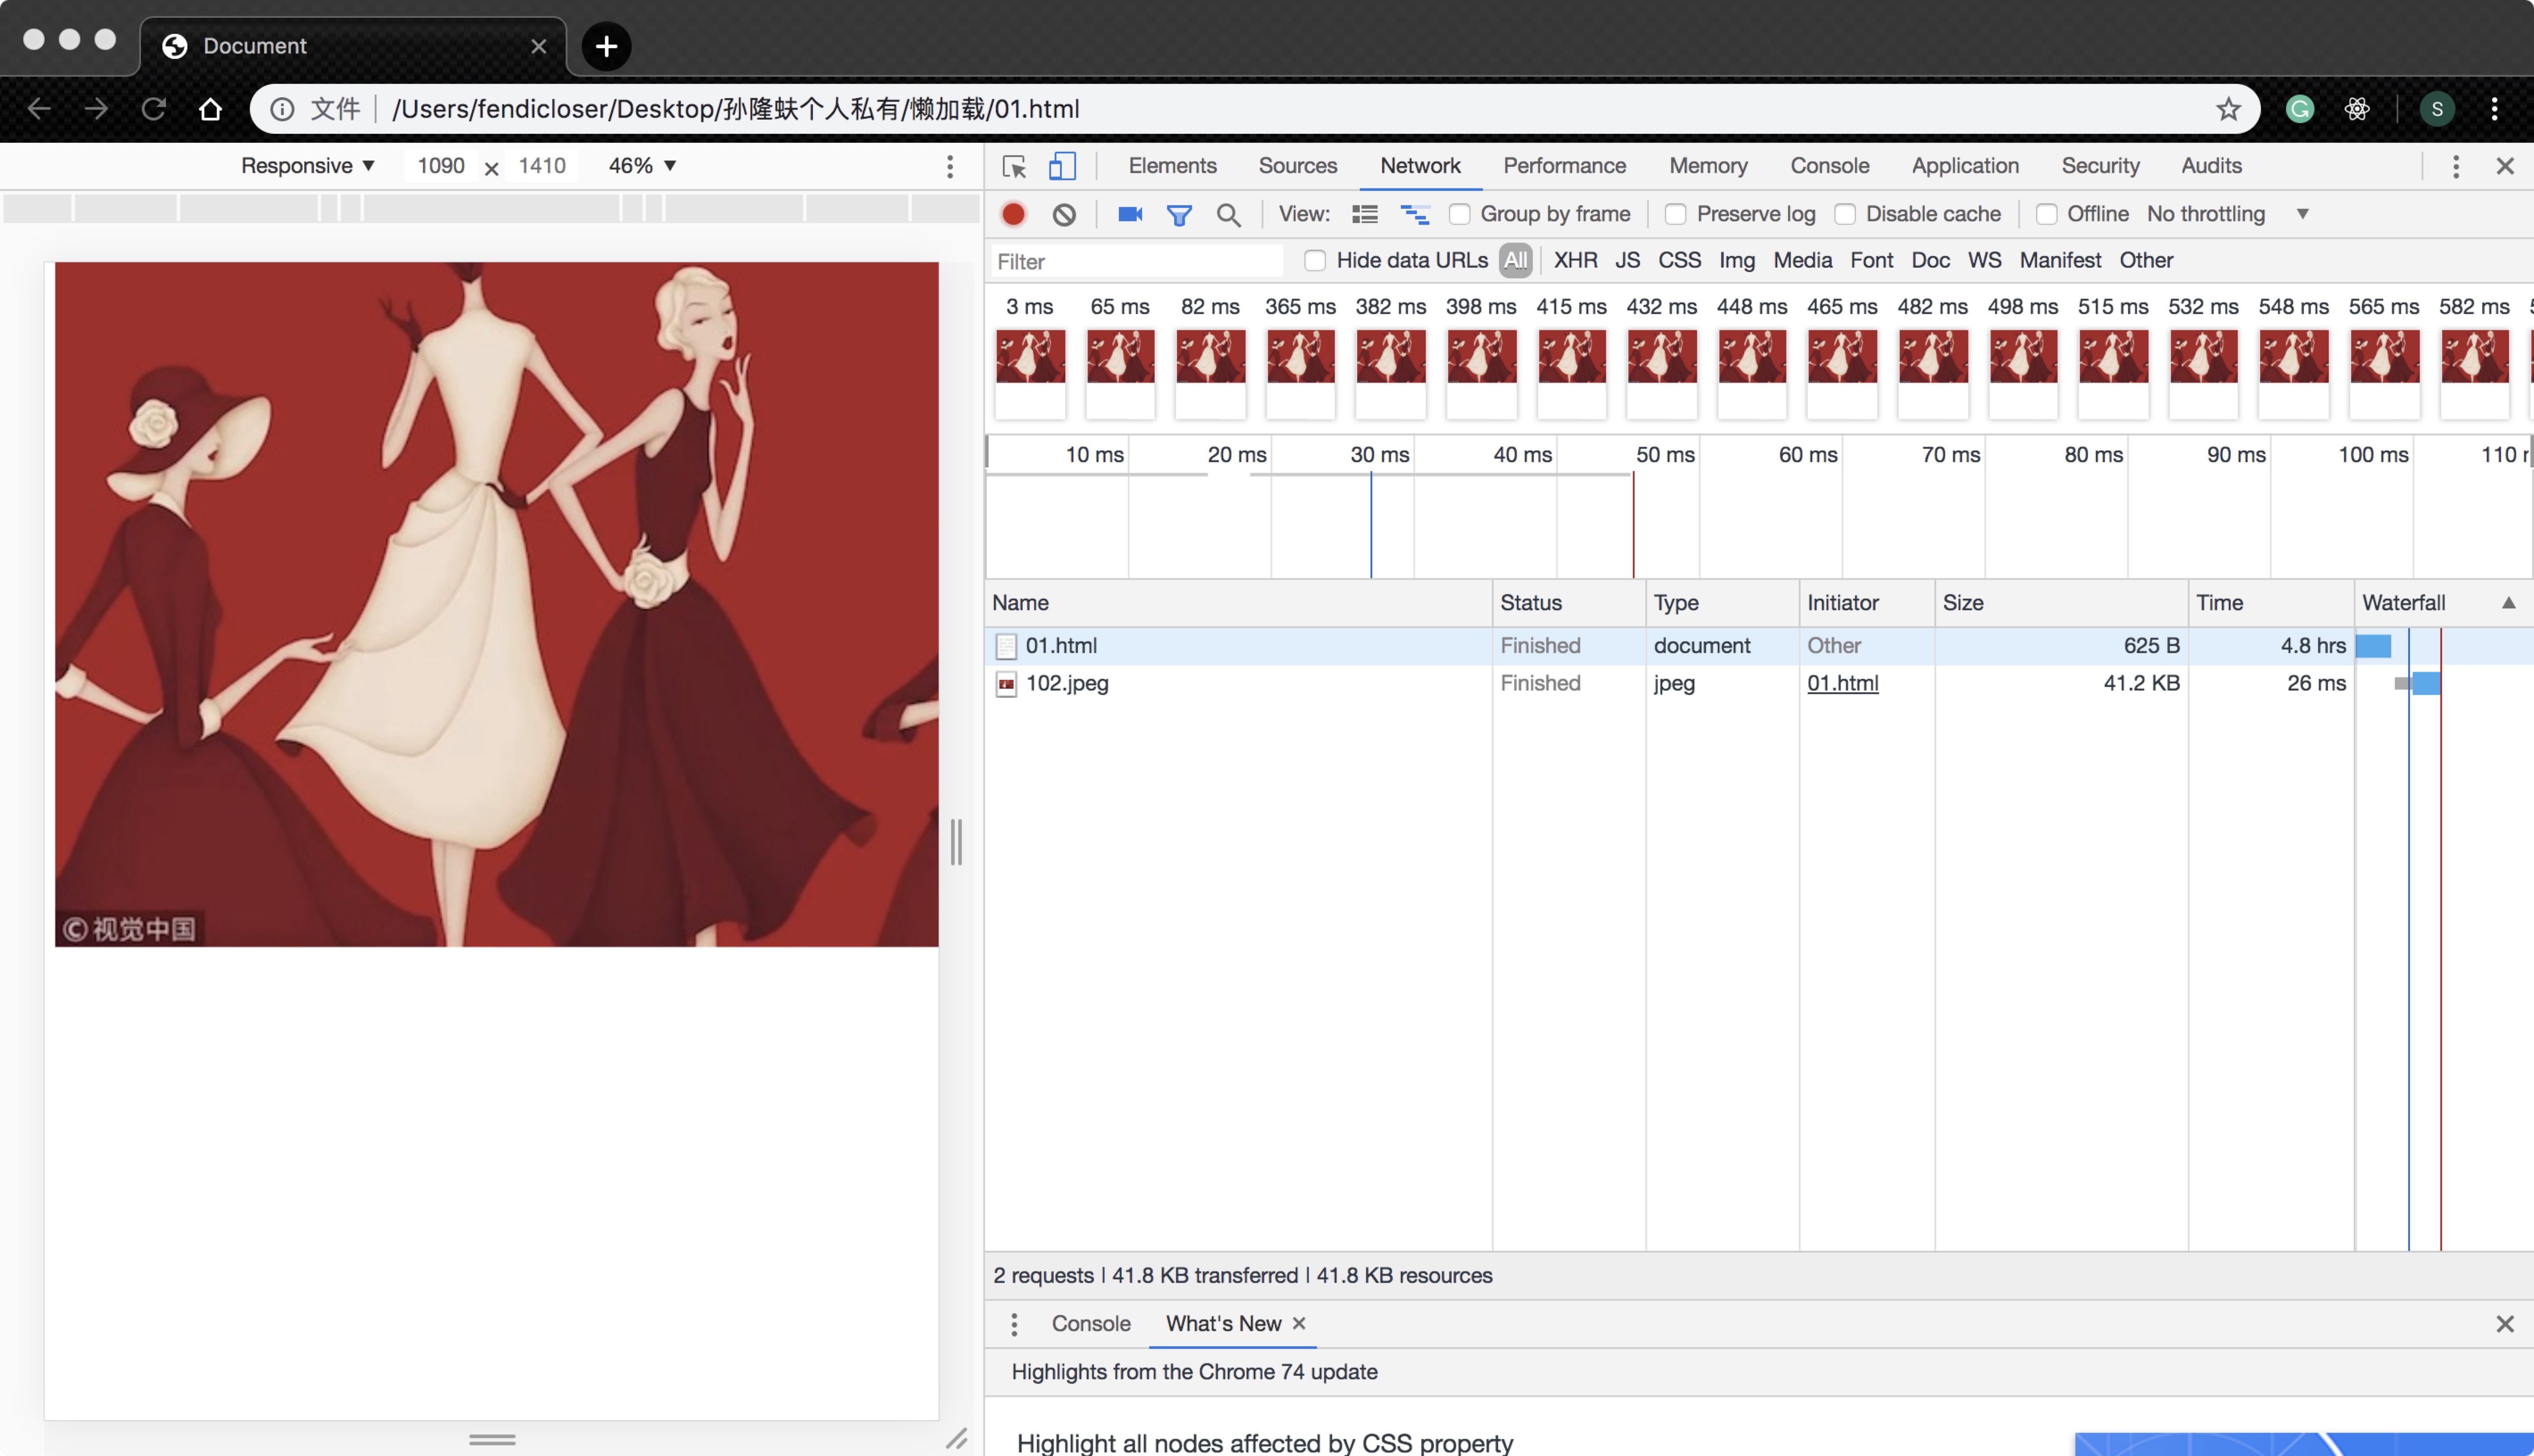 Document
文件 /Users/fendicloser/Desktop/孙隆蚨个人私有/懒加载/01.html
S
Responsive ▼ 1090 × 1410 46% ▼
Elements Sources Network Performance Memory Console Application Security Audits
View: Group by frame Preserve log Disable cache Offline No throttling ▼
Filter Hide data URLs All XHR JS CSS Img Media Font Doc WS Manifest Other
3 ms 65 ms 82 ms 365 ms 382 ms 398 ms 415 ms 432 ms 448 ms 465 ms 482 ms 498 ms 515 ms 532 ms 548 ms 565 ms 582 ms
10 ms 20 ms 30 ms 40 ms 50 ms 60 ms 70 ms 80 ms 90 ms 100 ms 110
Name Status Type Initiator Size Time Waterfall ▲
01.html Finished document Other 625 B 4.8 hrs
102.jpeg Finished jpeg 01.html 41.2 KB 26 ms
©视觉中国
2 requests | 41.8 KB transferred | 41.8 KB resources
Console What's New ×
Highlights from the Chrome 74 update
Highlight all nodes affected by CSS property